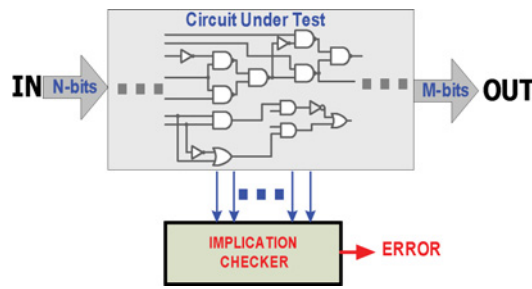 Circuit Under Test
IN N-bits M-bits OUT
IMPLICATION
CHECKER
ERROR